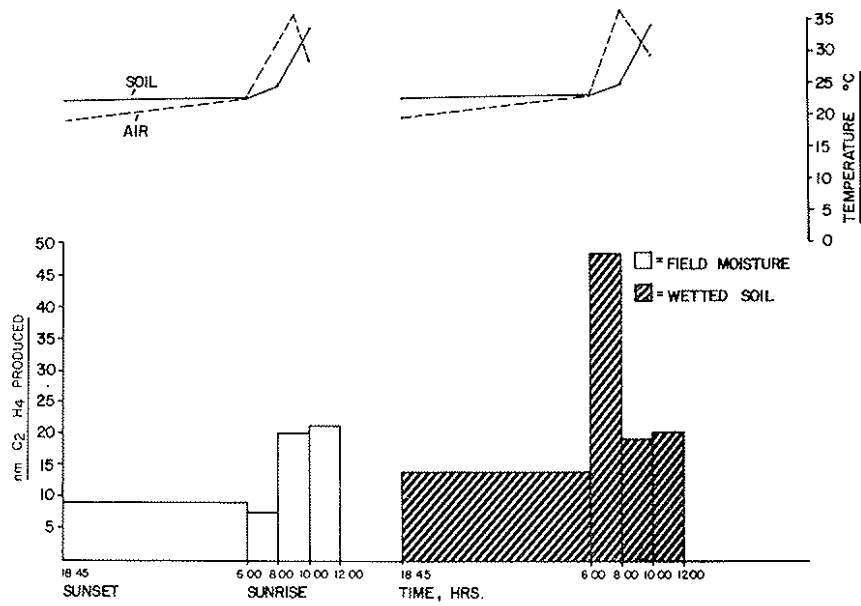 35
30
25
20
15
10
5
0
TEMPERATURE °C
SOIL
AIR
50
45
40
35
30
25
20
15
10
5
nm C2 H4 PRODUCED
= FIELD MOISTURE
= WETTED SOIL
18 45 6 00 8 00 10 00 12 00 18 45 6 00 8 00 10 00 12 00
SUNSET SUNRISE TIME, HRS.